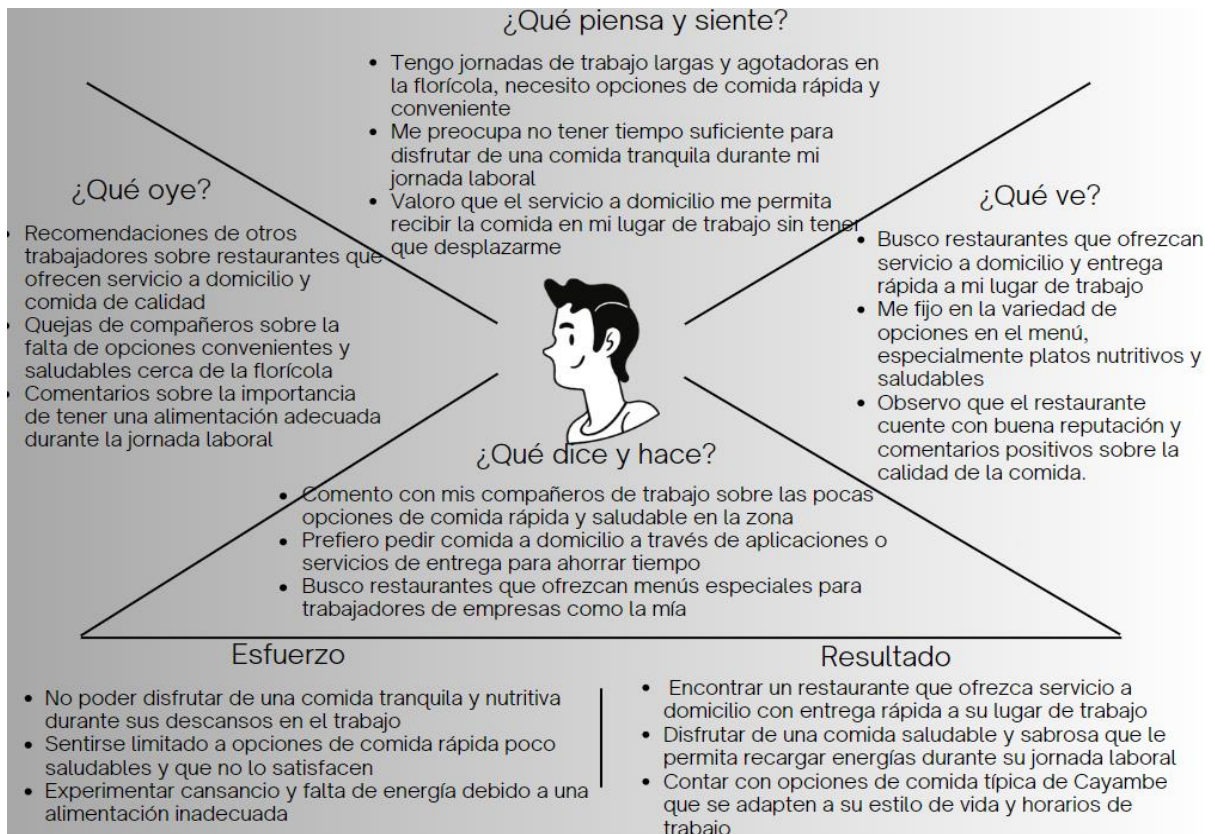 ¿Qué piensa y siente?
• Tengo jornadas de trabajo largas y agotadoras en
la florícola, necesito opciones de comida rápida y
conveniente
• Me preocupa no tener tiempo suficiente para
disfrutar de una comida tranquila durante mi
jornada laboral
• Valoro que el servicio a domicilio me permita
recibir la comida en mi lugar de trabajo sin tener
que desplazarme
¿Qué oye?
• Recomendaciones de otros
trabajadores sobre restaurantes que
ofrecen servicio a domicilio y
comida de calidad
• Quejas de compañeros sobre la
falta de opciones convenientes y
saludables cerca de la florícola
• Comentarios sobre la importancia
de tener una alimentación adecuada
durante la jornada laboral
¿Qué ve?
• Busco restaurantes que ofrezcan
servicio a domicilio y entrega
rápida a mi lugar de trabajo
• Me fijo en la variedad de
opciones en el menú,
especialmente platos nutritivos y
saludables
• Observo que el restaurante
cuente con buena reputación y
comentarios positivos sobre la
calidad de la comida.
¿Qué dice y hace?
• Comento con mis compañeros de trabajo sobre las pocas
opciones de comida rápida y saludable en la zona
• Prefiero pedir comida a domicilio a través de aplicaciones o
servicios de entrega para ahorrar tiempo
• Busco restaurantes que ofrezcan menús especiales para
trabajadores de empresas como la mía
Esfuerzo
• No poder disfrutar de una comida tranquila y nutritiva
durante sus descansos en el trabajo
• Sentirse limitado a opciones de comida rápida poco
saludables y que no lo satisfacen
• Experimentar cansancio y falta de energía debido a una
alimentación inadecuada
Resultado
• Encontrar un restaurante que ofrezca servicio a
domicilio con entrega rápida a su lugar de trabajo
• Disfrutar de una comida saludable y sabrosa que le
permita recargar energías durante su jornada laboral
• Contar con opciones de comida típica de Cayambe
que se adapten a su estilo de vida y horarios de
trabajo